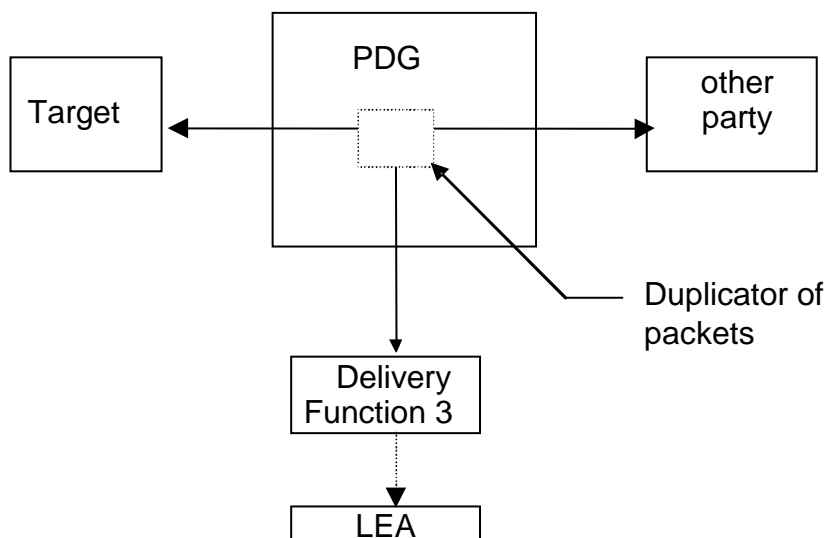 PDG
Target
other
party
Duplicator of
packets
Delivery
Function 3
LEA